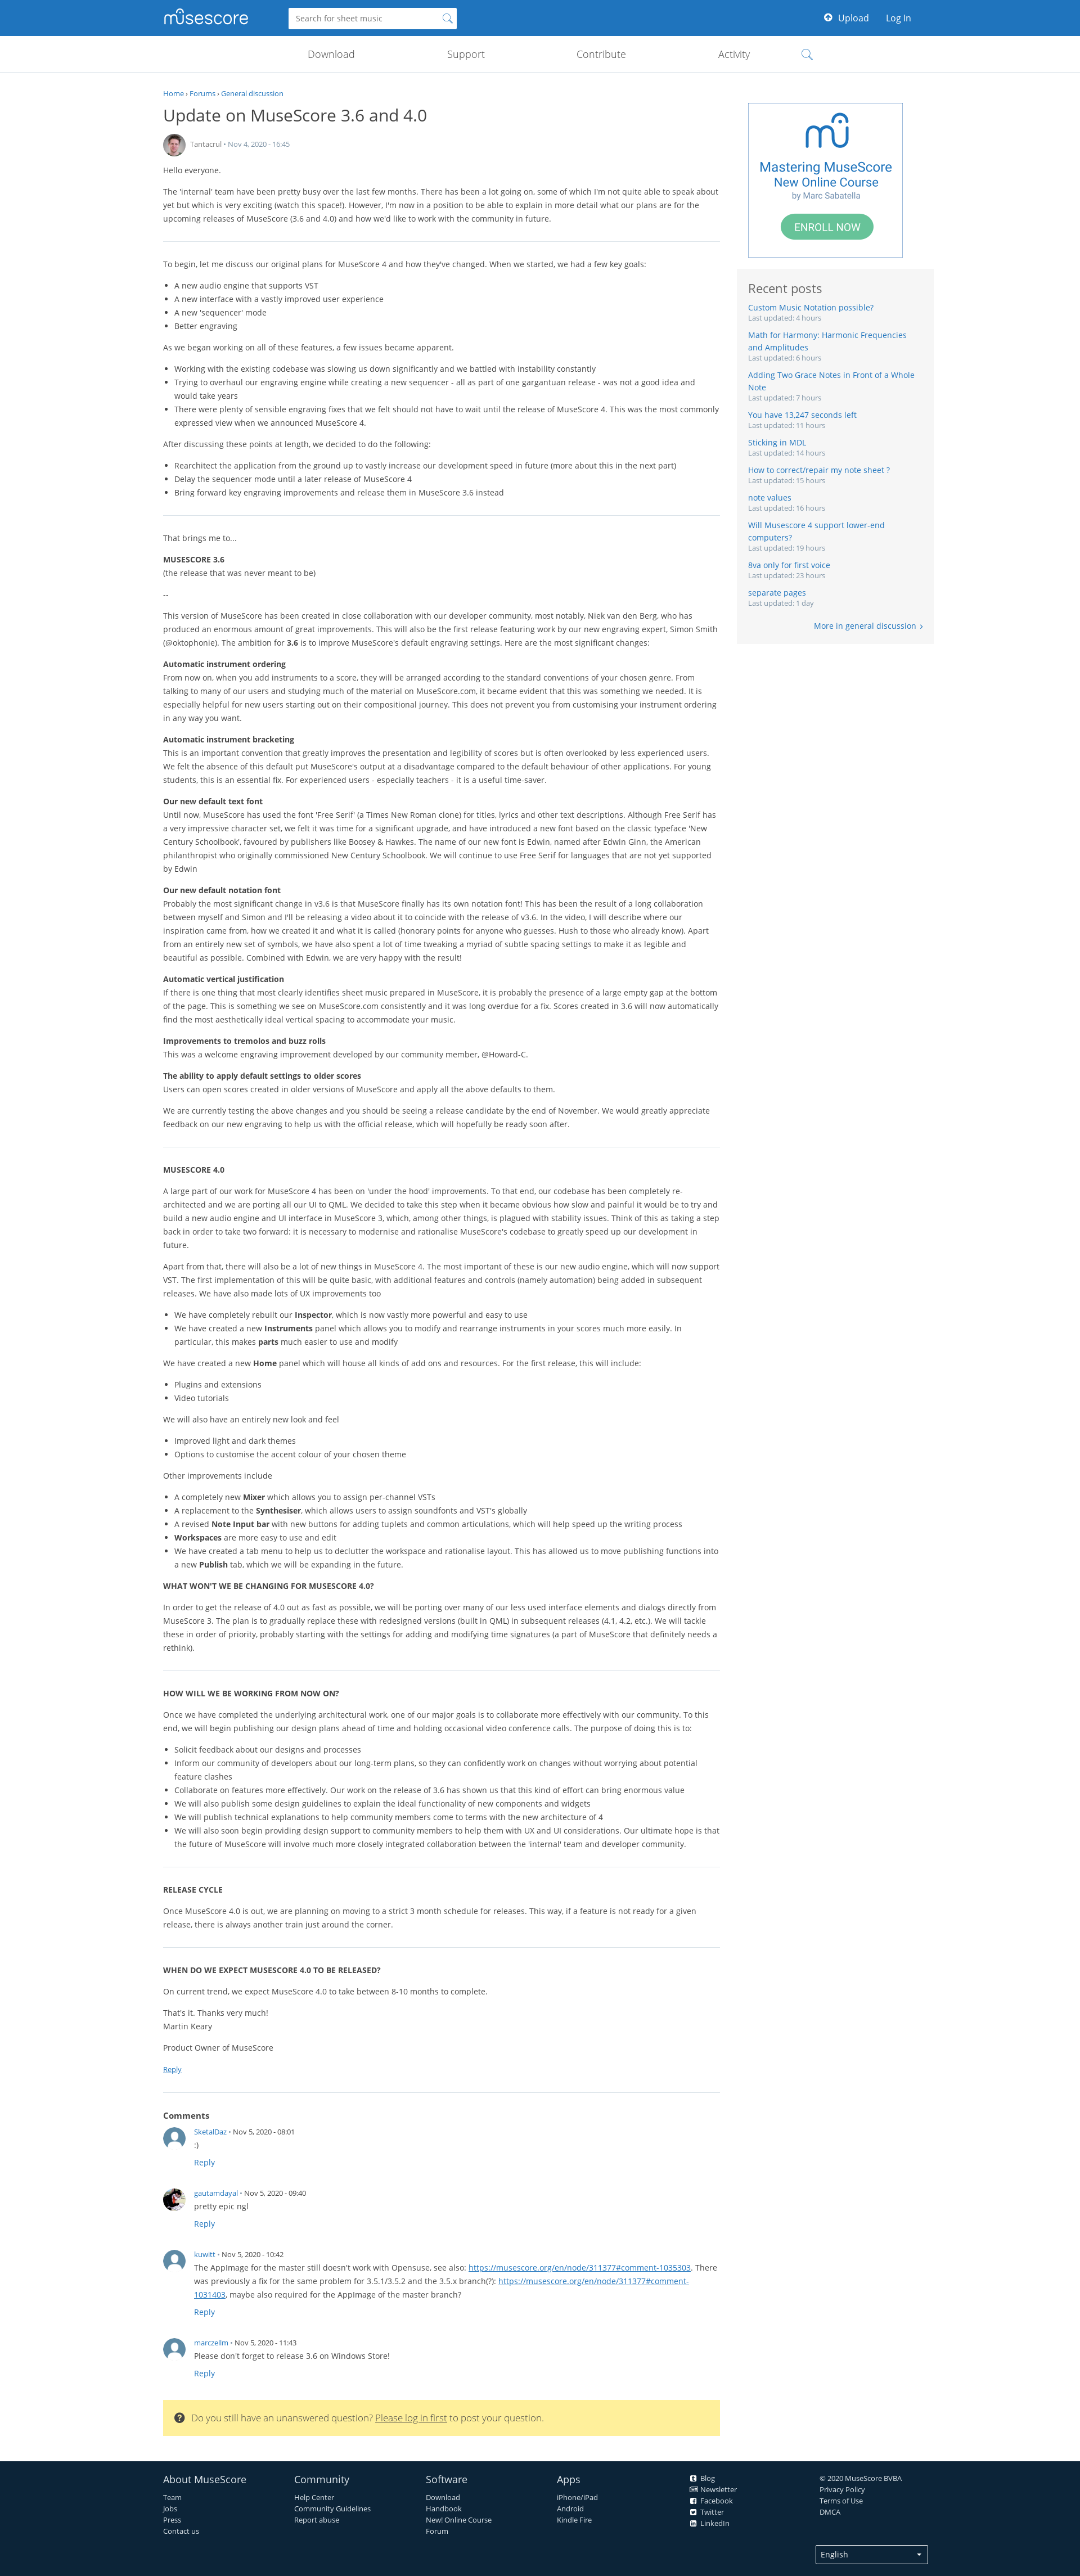 musescore
Search for sheet music
Upload
Log In
Download
Support
Contribute
Activity
Home › Forums › General discussion
Update on MuseScore 3.6 and 4.0
Tantacrul • Nov 4, 2020 - 16:45
Hello everyone.
The 'internal' team have been pretty busy over the last few months. There has been a lot going on, some of which I'm not quite able to speak about
yet but which is very exciting (watch this space!). However, I'm now in a position to be able to explain in more detail what our plans are for the
upcoming releases of MuseScore (3.6 and 4.0) and how we'd like to work with the community in future.
To begin, let me discuss our original plans for MuseScore 4 and how they've changed. When we started, we had a few key goals:
• A new audio engine that supports VST
• A new interface with a vastly improved user experience
• A new 'sequencer' mode
• Better engraving
As we began working on all of these features, a few issues became apparent.
• Working with the existing codebase was slowing us down significantly and we battled with instability constantly
• Trying to overhaul our engraving engine while creating a new sequencer - all as part of one gargantuan release - was not a good idea and
would take years
• There were plenty of sensible engraving fixes that we felt should not have to wait until the release of MuseScore 4. This was the most commonly
expressed view when we announced MuseScore 4.
After discussing these points at length, we decided to do the following:
• Rearchitect the application from the ground up to vastly increase our development speed in future (more about this in the next part)
• Delay the sequencer mode until a later release of MuseScore 4
• Bring forward key engraving improvements and release them in MuseScore 3.6 instead
That brings me to...
MUSESCORE 3.6
(the release that was never meant to be)
--
This version of MuseScore has been created in close collaboration with our developer community, most notably, Niek van den Berg, who has
produced an enormous amount of great improvements. This will also be the first release featuring work by our new engraving expert, Simon Smith
(@oktophonie). The ambition for 3.6 is to improve MuseScore's default engraving settings. Here are the most significant changes:
Automatic instrument ordering
From now on, when you add instruments to a score, they will be arranged according to the standard conventions of your chosen genre. From
talking to many of our users and studying much of the material on MuseScore.com, it became evident that this was something we needed. It is
especially helpful for new users starting out on their compositional journey. This does not prevent you from customising your instrument ordering
in any way you want.
Automatic instrument bracketing
This is an important convention that greatly improves the presentation and legibility of scores but is often overlooked by less experienced users.
We felt the absence of this default put MuseScore's output at a disadvantage compared to the default behaviour of other applications. For young
students, this is an essential fix. For experienced users - especially teachers - it is a useful time-saver.
Our new default text font
Until now, MuseScore has used the font 'Free Serif' (a Times New Roman clone) for titles, lyrics and other text descriptions. Although Free Serif has
a very impressive character set, we felt it was time for a significant upgrade, and have introduced a new font based on the classic typeface 'New
Century Schoolbook', favoured by publishers like Boosey & Hawkes. The name of our new font is Edwin, named after Edwin Ginn, the American
philanthropist who originally commissioned New Century Schoolbook. We will continue to use Free Serif for languages that are not yet supported
by Edwin
Our new default notation font
Probably the most significant change in v3.6 is that MuseScore finally has its own notation font! This has been the result of a long collaboration
between myself and Simon and I'll be releasing a video about it to coincide with the release of v3.6. In the video, I will describe where our
inspiration came from, how we created it and what it is called (honorary points for anyone who guesses. Hush to those who already know). Apart
from an entirely new set of symbols, we have also spent a lot of time tweaking a myriad of subtle spacing settings to make it as legible and
beautiful as possible. Combined with Edwin, we are very happy with the result!
Automatic vertical justification
If there is one thing that most clearly identifies sheet music prepared in MuseScore, it is probably the presence of a large empty gap at the bottom
of the page. This is something we see on MuseScore.com consistently and it was long overdue for a fix. Scores created in 3.6 will now automatically
find the most aesthetically ideal vertical spacing to accommodate your music.
Improvements to tremolos and buzz rolls
This was a welcome engraving improvement developed by our community member, @Howard-C.
The ability to apply default settings to older scores
Users can open scores created in older versions of MuseScore and apply all the above defaults to them.
We are currently testing the above changes and you should be seeing a release candidate by the end of November. We would greatly appreciate
feedback on our new engraving to help us with the official release, which will hopefully be ready soon after.
MUSESCORE 4.0
A large part of our work for MuseScore 4 has been on 'under the hood' improvements. To that end, our codebase has been completely re-
architected and we are porting all our UI to QML. We decided to take this step when it became obvious how slow and painful it would be to try and
build a new audio engine and UI interface in MuseScore 3, which, among other things, is plagued with stability issues. Think of this as taking a step
back in order to take two forward: it is necessary to modernise and rationalise MuseScore's codebase to greatly speed up our development in
future.
Apart from that, there will also be a lot of new things in MuseScore 4. The most important of these is our new audio engine, which will now support
VST. The first implementation of this will be quite basic, with additional features and controls (namely automation) being added in subsequent
releases. We have also made lots of UX improvements too
• We have completely rebuilt our Inspector, which is now vastly more powerful and easy to use
• We have created a new Instruments panel which allows you to modify and rearrange instruments in your scores much more easily. In
particular, this makes parts much easier to use and modify
We have created a new Home panel which will house all kinds of add ons and resources. For the first release, this will include:
• Plugins and extensions
• Video tutorials
We will also have an entirely new look and feel
• Improved light and dark themes
• Options to customise the accent colour of your chosen theme
Other improvements include
• A completely new Mixer which allows you to assign per-channel VSTs
• A replacement to the Synthesiser, which allows users to assign soundfonts and VST's globally
• A revised Note Input bar with new buttons for adding tuplets and common articulations, which will help speed up the writing process
• Workspaces are more easy to use and edit
• We have created a tab menu to help us to declutter the workspace and rationalise layout. This has allowed us to move publishing functions into
a new Publish tab, which we will be expanding in the future.
WHAT WON'T WE BE CHANGING FOR MUSESCORE 4.0?
In order to get the release of 4.0 out as fast as possible, we will be porting over many of our less used interface elements and dialogs directly from
MuseScore 3. The plan is to gradually replace these with redesigned versions (built in QML) in subsequent releases (4.1, 4.2, etc.). We will tackle
these in order of priority, probably starting with the settings for adding and modifying time signatures (a part of MuseScore that definitely needs a
rethink).
HOW WILL WE BE WORKING FROM NOW ON?
Once we have completed the underlying architectural work, one of our major goals is to collaborate more effectively with our community. To this
end, we will begin publishing our design plans ahead of time and holding occasional video conference calls. The purpose of doing this is to:
• Solicit feedback about our designs and processes
• Inform our community of developers about our long-term plans, so they can confidently work on changes without worrying about potential
feature clashes
• Collaborate on features more effectively. Our work on the release of 3.6 has shown us that this kind of effort can bring enormous value
• We will also publish some design guidelines to explain the ideal functionality of new components and widgets
• We will publish technical explanations to help community members come to terms with the new architecture of 4
• We will also soon begin providing design support to community members to help them with UX and UI considerations. Our ultimate hope is that
the future of MuseScore will involve much more closely integrated collaboration between the 'internal' team and developer community.
RELEASE CYCLE
Once MuseScore 4.0 is out, we are planning on moving to a strict 3 month schedule for releases. This way, if a feature is not ready for a given
release, there is always another train just around the corner.
WHEN DO WE EXPECT MUSESCORE 4.0 TO BE RELEASED?
On current trend, we expect MuseScore 4.0 to take between 8-10 months to complete.
That's it. Thanks very much!
Martin Keary
Product Owner of MuseScore
Reply
Comments
SketalDaz • Nov 5, 2020 - 08:01
:)
Reply
gautamdayal • Nov 5, 2020 - 09:40
pretty epic ngl
Reply
kuwitt • Nov 5, 2020 - 10:42
The AppImage for the master still doesn't work with Opensuse, see also: https://musescore.org/en/node/311377#comment-1035303. There
was previously a fix for the same problem for 3.5.1/3.5.2 and the 3.5.x branch(?): https://musescore.org/en/node/311377#comment-
1031403, maybe also required for the AppImage of the master branch?
Reply
marczellm • Nov 5, 2020 - 11:43
Please don't forget to release 3.6 on Windows Store!
Reply
Do you still have an unanswered question? Please log in first to post your question.
Mastering MuseScore
New Online Course
by Marc Sabatella
ENROLL NOW
Recent posts
Custom Music Notation possible?
Last updated: 4 hours
Math for Harmony: Harmonic Frequencies
and Amplitudes
Last updated: 6 hours
Adding Two Grace Notes in Front of a Whole
Note
Last updated: 7 hours
You have 13,247 seconds left
Last updated: 11 hours
Sticking in MDL
Last updated: 14 hours
How to correct/repair my note sheet ?
Last updated: 15 hours
note values
Last updated: 16 hours
Will Musescore 4 support lower-end
computers?
Last updated: 19 hours
8va only for first voice
Last updated: 23 hours
separate pages
Last updated: 1 day
More in general discussion ›
About MuseScore
Team
Jobs
Press
Contact us
Community
Help Center
Community Guidelines
Report abuse
Software
Download
Handbook
New! Online Course
Forum
Apps
iPhone/iPad
Android
Kindle Fire
Blog
Newsletter
Facebook
Twitter
LinkedIn
© 2020 MuseScore BVBA
Privacy Policy
Terms of Use
DMCA
English